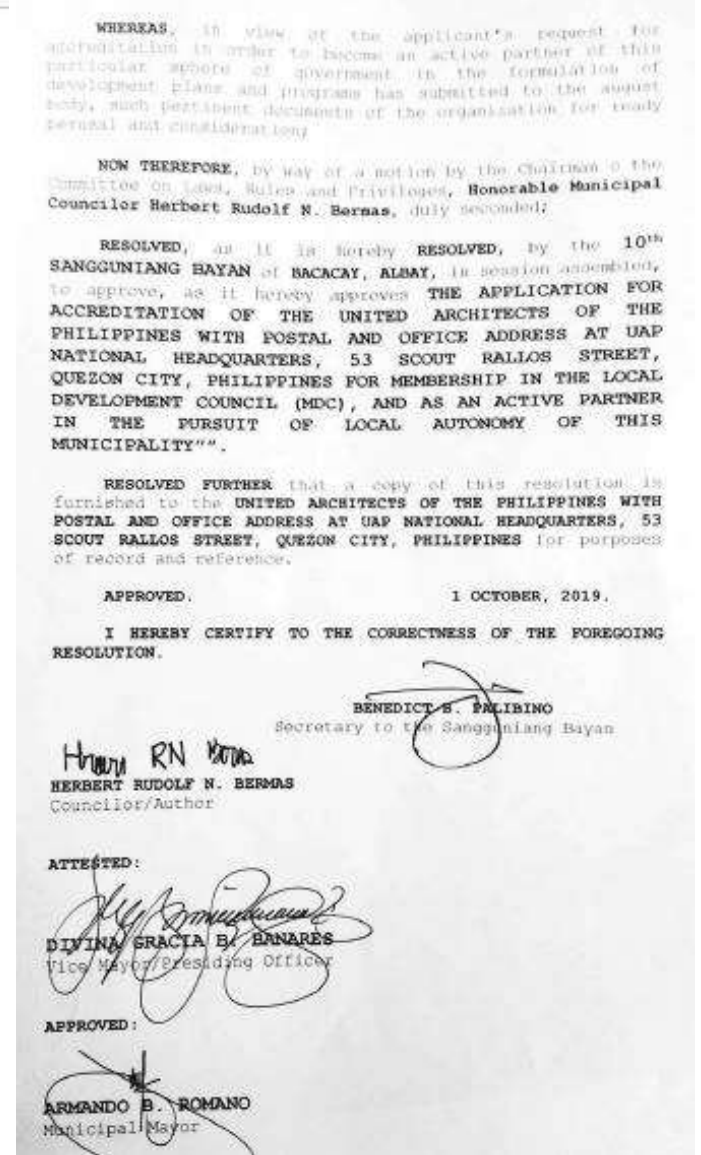 WHEREAS, in view of the applicant's request for
accreditation in order to become an active partner of this
particular sphere of government in the formulation of
development plans and programs has submitted to the august
body, such pertinent documents of the organization for ready
perusal and consideration;
NOW THEREFORE, by way of a motion by the Chairman o the
Committee on Laws, Rules and Privileges, Honorable Municipal
Councilor Herbert Rudolf N. Bermas, duly seconded;
RESOLVED, as it is hereby RESOLVED, by the 10th
SANGGUNIANG BAYAN of BACACAY, ALBAY, in session assembled,
to approve, as it hereby approves THE APPLICATION FOR
ACCREDITATION OF THE UNITED ARCHITECTS OF THE
PHILIPPINES WITH POSTAL AND OFFICE ADDRESS AT UAP
NATIONAL HEADQUARTERS, 53 SCOUT RALLOS STREET,
QUEZON CITY, PHILIPPINES FOR MEMBERSHIP IN THE LOCAL
DEVELOPMENT COUNCIL (MDC), AND AS AN ACTIVE PARTNER
IN THE PURSUIT OF LOCAL AUTONOMY OF THIS
MUNICIPALITY"".
RESOLVED FURTHER that a copy of this resolution is
furnished to the UNITED ARCHITECTS OF THE PHILIPPINES WITH
POSTAL AND OFFICE ADDRESS AT UAP NATIONAL HEADQUARTERS, 53
SCOUT RALLOS STREET, QUEZON CITY, PHILIPPINES for purposes
of record and reference.
APPROVED. 1 OCTOBER, 2019.
I HEREBY CERTIFY TO THE CORRECTNESS OF THE FOREGOING
RESOLUTION.
BENEDICT B. PALIBINO
Secretary to the Sangguniang Bayan
RN
HERBERT RUDOLF N. BERMAS
Councilor/Author
ATTESTED:
DIVINA GRACIA B. BANARES
Vice Mayor/Presiding Officer
APPROVED:
ARMANDO B. ROMANO
Municipal Mayor